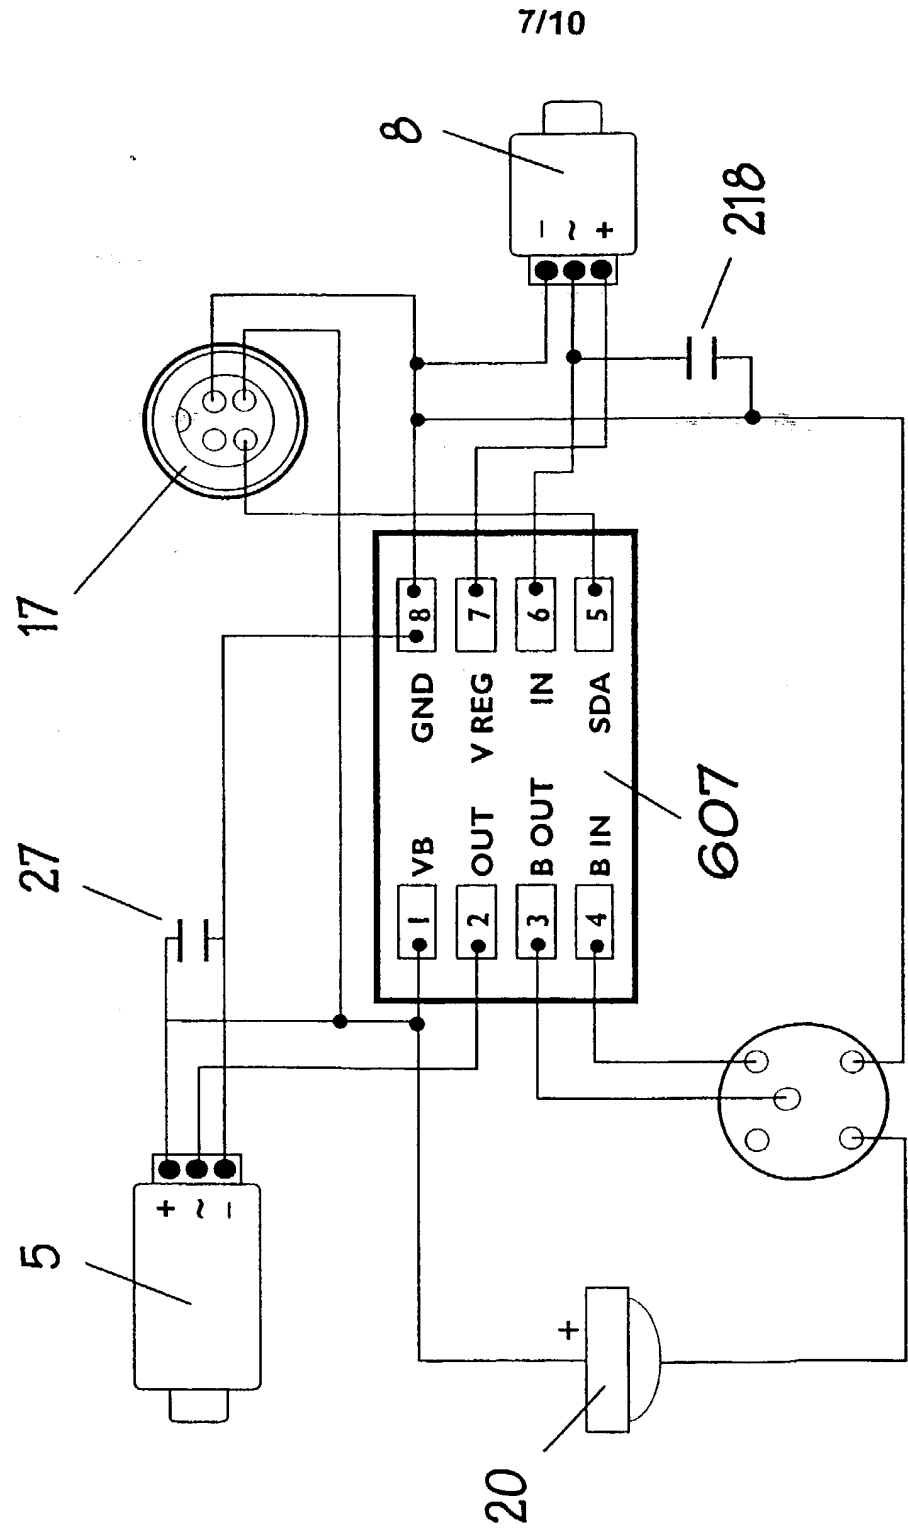 7/10
8
− ~ +
218
17
8 7 6 5
GND
V REG
IN
SDA
27
VB
OUT
B OUT
B IN
607
1 2 3 4
5
+ ~ −
+
20